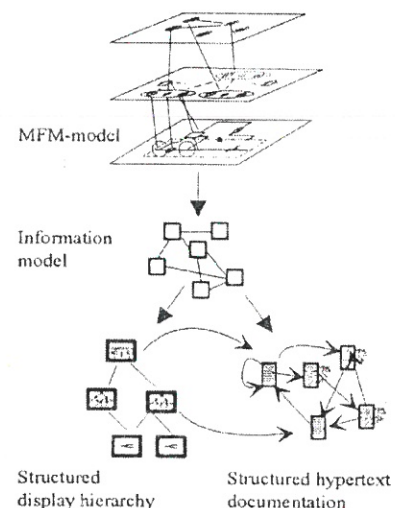 MFM-model
Information
model
Structured
display hierarchy
Structured hypertext
documentation